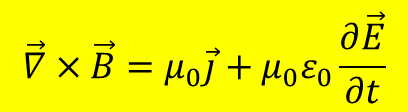 ∇⃗ × B⃗ = μ₀j⃗ + μ₀ε₀ ∂E⃗/∂t